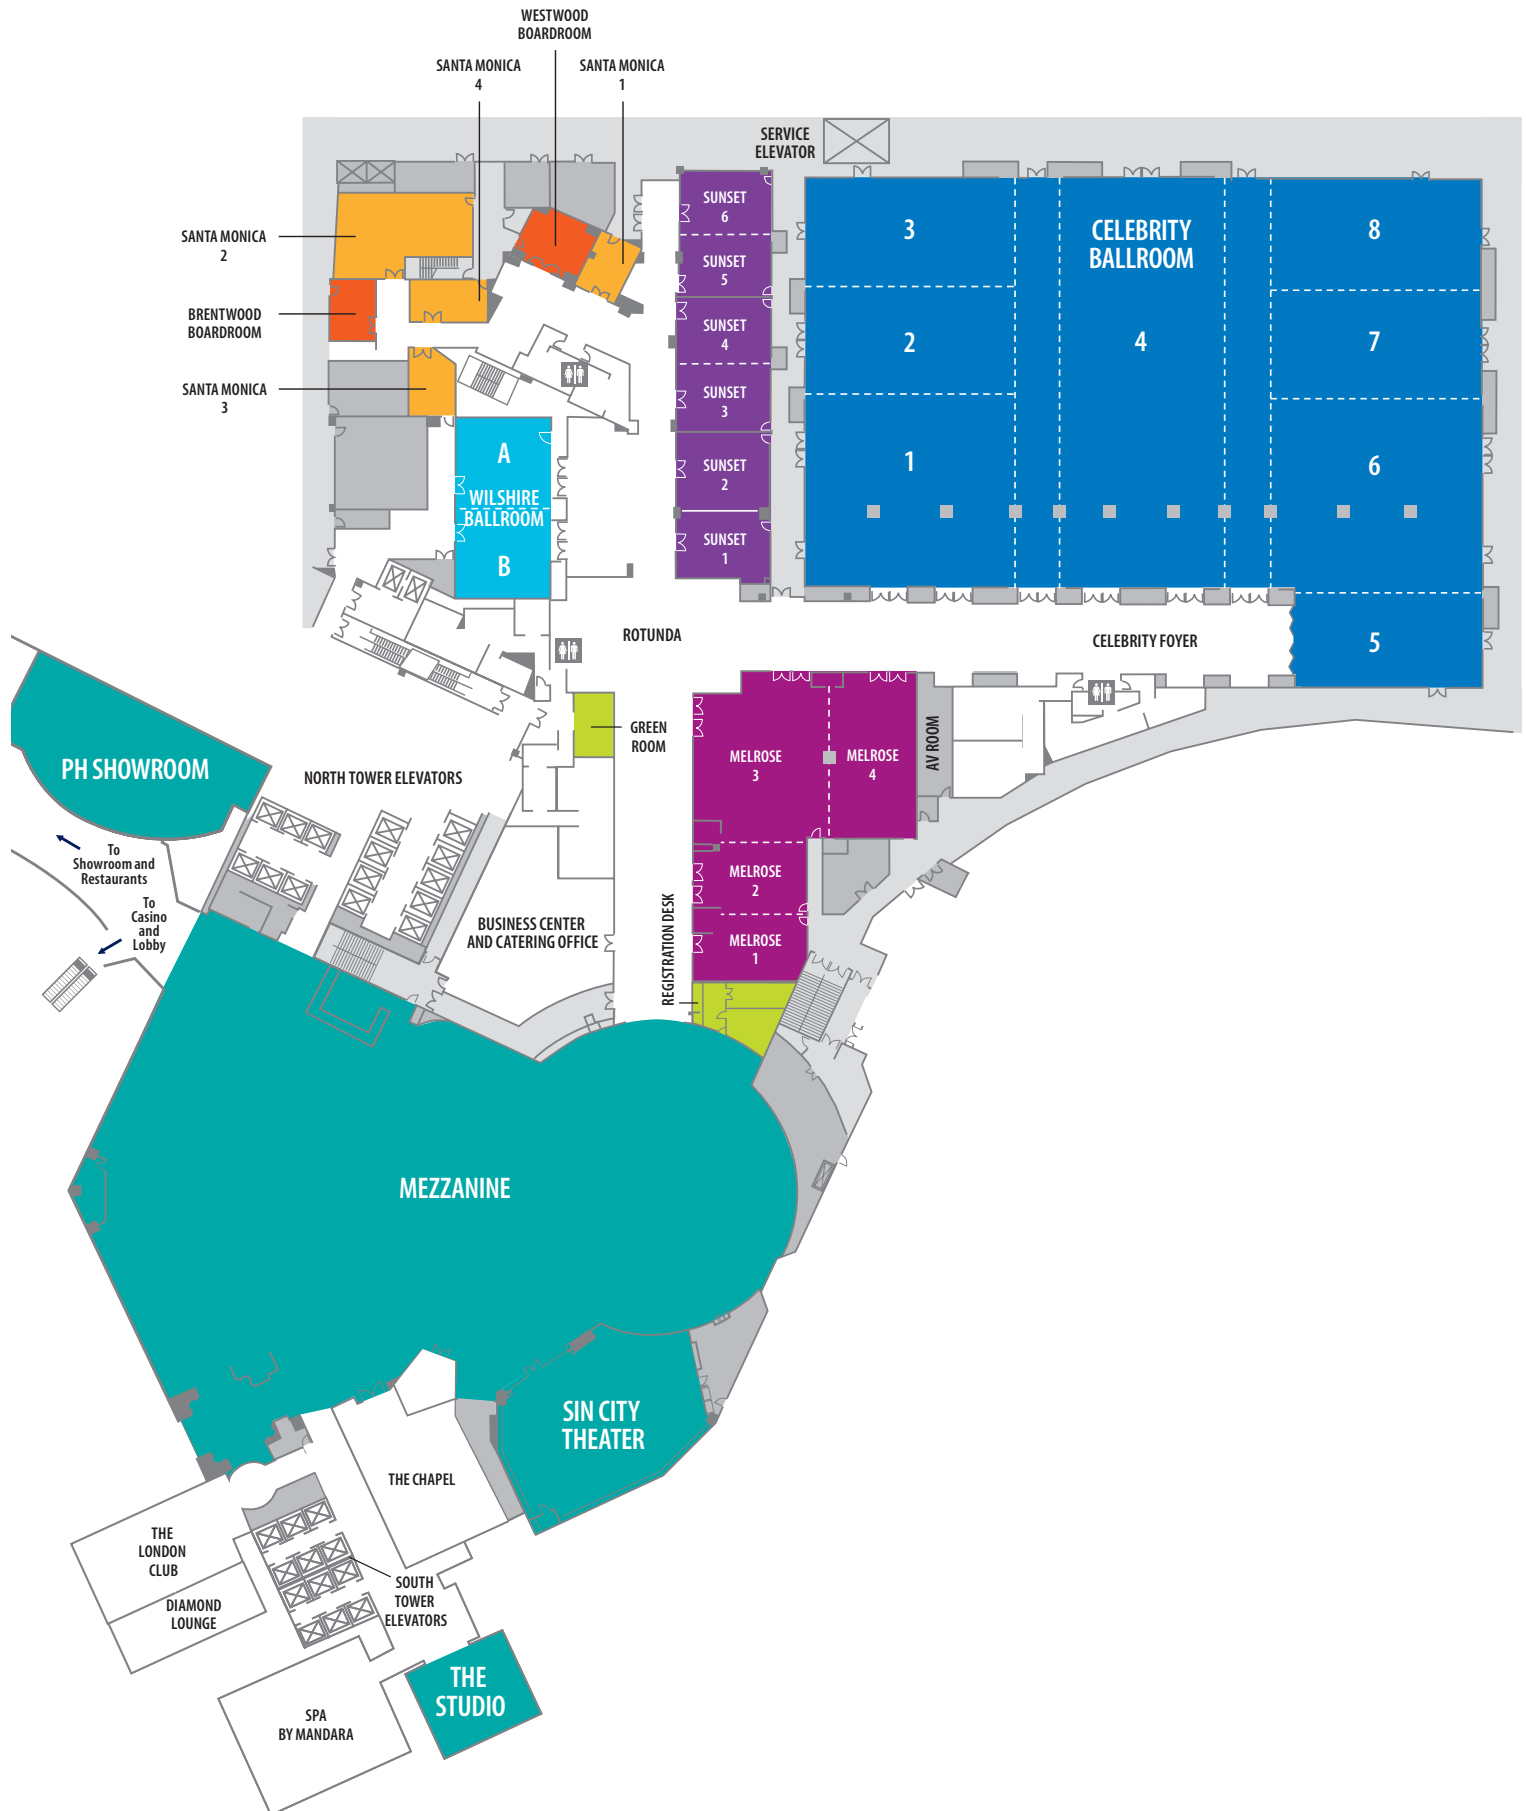 WESTWOOD
BOARDROOM
SANTA MONICA
4
SANTA MONICA
1
SERVICE
ELEVATOR
SANTA MONICA
2
BRENTWOOD
BOARDROOM
SANTA MONICA
3
SUNSET
6
SUNSET
5
SUNSET
4
SUNSET
3
SUNSET
2
SUNSET
1
3
2
1
CELEBRITY
BALLROOM
4
8
7
6
5
A
WILSHIRE
BALLROOM
B
ROTUNDA
CELEBRITY FOYER
GREEN
ROOM
MELROSE
3
MELROSE
4
AV ROOM
MELROSE
2
MELROSE
1
REGISTRATION DESK
PH SHOWROOM
NORTH TOWER ELEVATORS
To
Showroom and
Restaurants
To
Casino
and
Lobby
BUSINESS CENTER
AND CATERING OFFICE
MEZZANINE
SIN CITY
THEATER
THE CHAPEL
THE
LONDON
CLUB
DIAMOND
LOUNGE
SOUTH
TOWER
ELEVATORS
THE
STUDIO
SPA
BY MANDARA